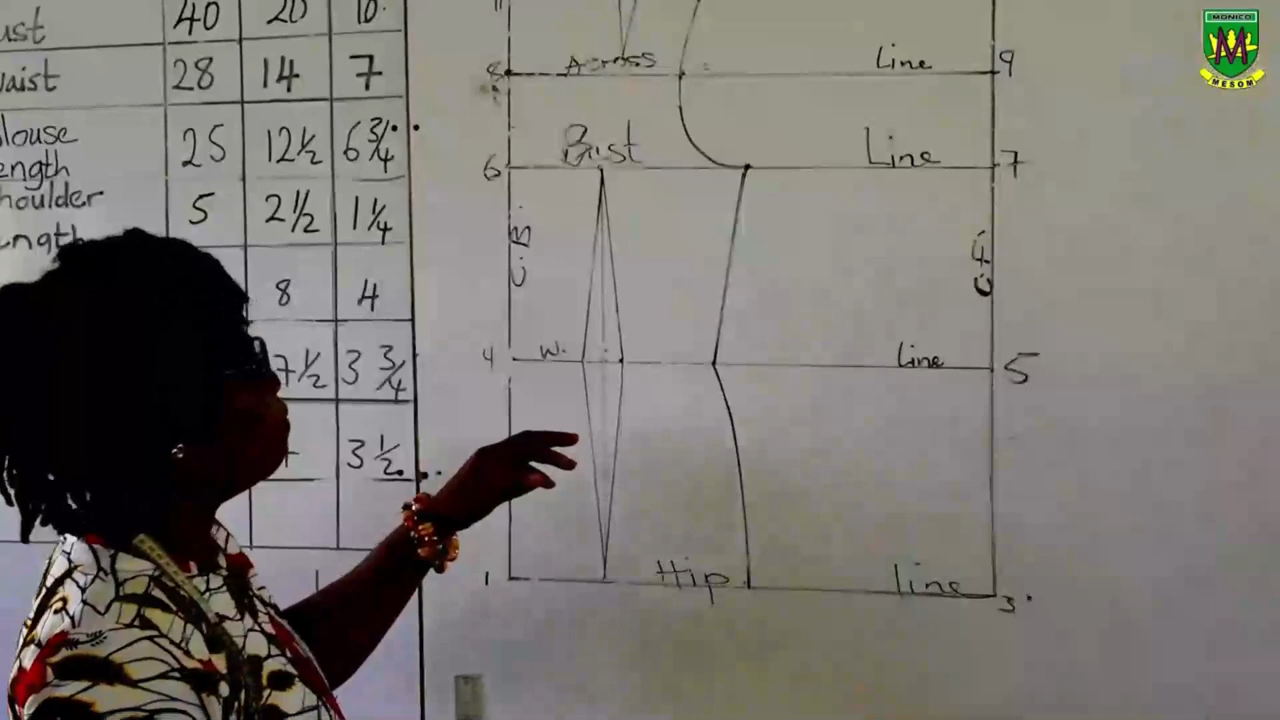 ust 40 20 10
aist 28 14 7
louse
ength 25 12½ 6¾
houlder
ngth 5 2½ 1¼
8 4
7½ 3¾
3½
8 Across Line 9
6 Bust Line 7
C.B.
C.F.
4 W. Line 5
1 Hip line 3
MONICO
M
MESOM